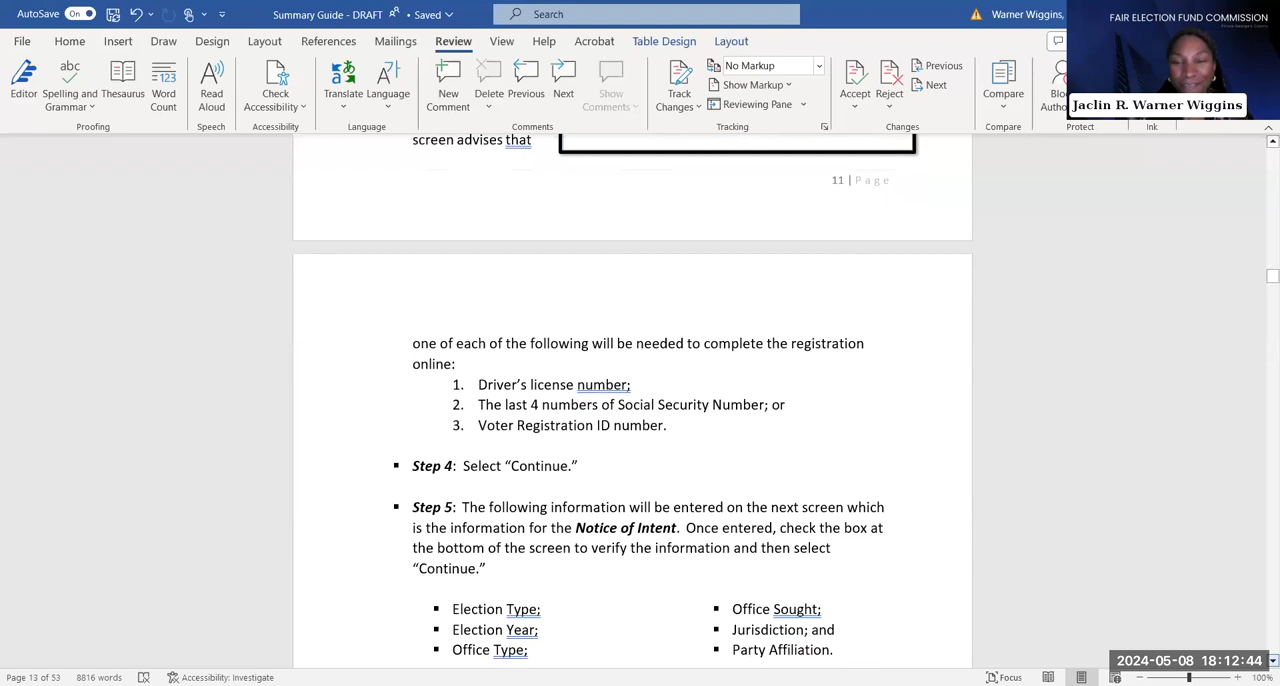 AutoSave On Summary Guide - DRAFT • Saved Search Warner Wiggins,
FAIR ELECTION FUND COMMISSION
File Home Insert Draw Design Layout References Mailings Review View Help Acrobat Table Design Layout
Jaclin R. Warner Wiggins
Editor
Spelling and Grammar
Thesaurus
Word Count
Read Aloud
Check Accessibility
Translate
Language
New Comment
Delete
Previous
Next
Show Comments
Track Changes
No Markup
Show Markup
Reviewing Pane
Accept
Reject
Previous
Next
Compare
Proofing Speech Accessibility Language Comments Tracking Changes Compare Protect Ink
screen advises that
11 | Page
one of each of the following will be needed to complete the registration
online:
1. Driver’s license number;
2. The last 4 numbers of Social Security Number; or
3. Voter Registration ID number.
▪ Step 4: Select “Continue.”
▪ Step 5: The following information will be entered on the next screen which
is the information for the Notice of Intent. Once entered, check the box at
the bottom of the screen to verify the information and then select
“Continue.”
▪ Election Type; ▪ Office Sought;
▪ Election Year; ▪ Jurisdiction; and
▪ Office Type; ▪ Party Affiliation.
2024-05-08 18:12:44
Page 13 of 53 8816 words Accessibility: Investigate Focus 100%